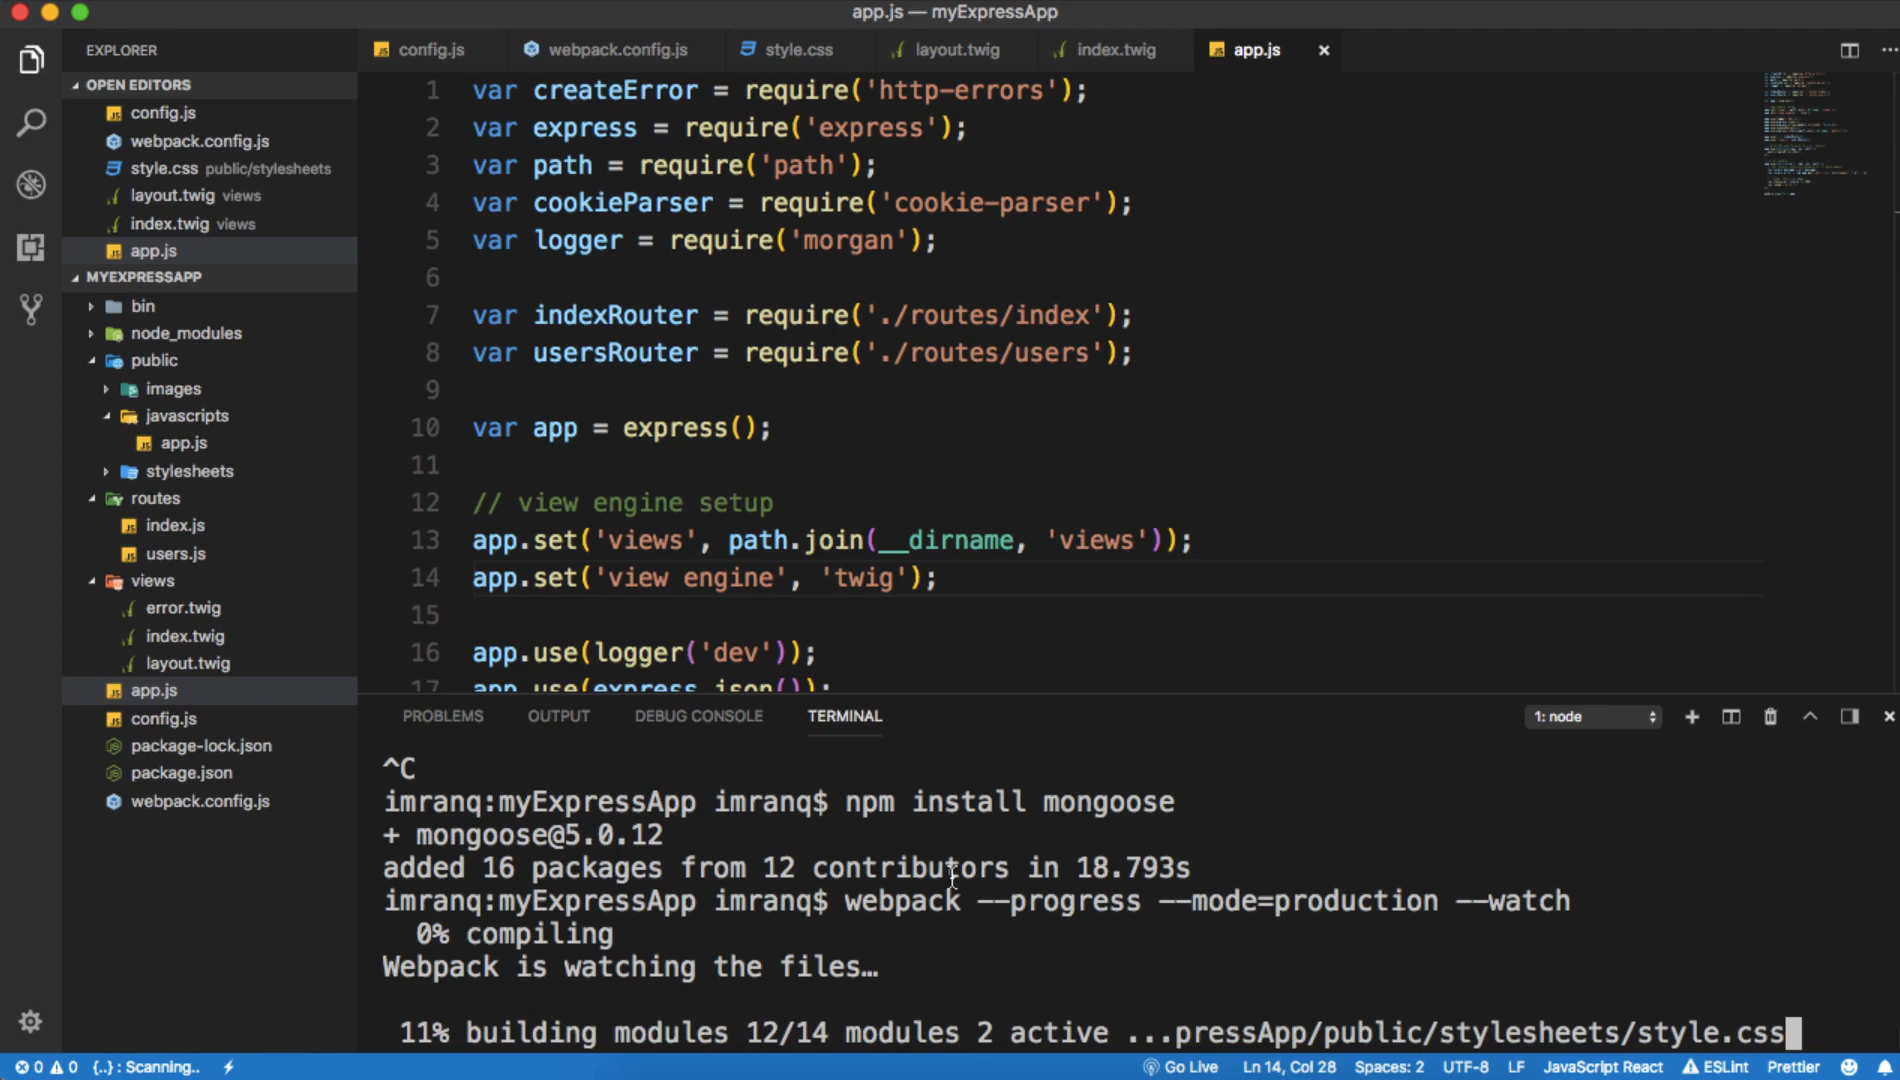 app.js — myExpressApp
EXPLORER
OPEN EDITORS
config.js
webpack.config.js
style.css public/stylesheets
layout.twig views
index.twig views
app.js
MYEXPRESSAPP
bin
node_modules
public
images
javascripts
app.js
stylesheets
routes
index.js
users.js
views
error.twig
index.twig
layout.twig
app.js
config.js
package-lock.json
package.json
webpack.config.js
config.js webpack.config.js style.css layout.twig index.twig app.js
1 var createError = require('http-errors');
2 var express = require('express');
3 var path = require('path');
4 var cookieParser = require('cookie-parser');
5 var logger = require('morgan');
6
7 var indexRouter = require('./routes/index');
8 var usersRouter = require('./routes/users');
9
10 var app = express();
11
12 // view engine setup
13 app.set('views', path.join(__dirname, 'views'));
14 app.set('view engine', 'twig');
15
16 app.use(logger('dev'));
17 app.use(express.json());
PROBLEMS OUTPUT DEBUG CONSOLE TERMINAL 1: node
^C
imranq:myExpressApp imranq$ npm install mongoose
+ mongoose@5.0.12
added 16 packages from 12 contributors in 18.793s
imranq:myExpressApp imranq$ webpack --progress --mode=production --watch
0% compiling
Webpack is watching the files…
11% building modules 12/14 modules 2 active ...pressApp/public/stylesheets/style.css
0 0 {..} : Scanning.. Go Live Ln 14, Col 28 Spaces: 2 UTF-8 LF JavaScript React ESLint Prettier